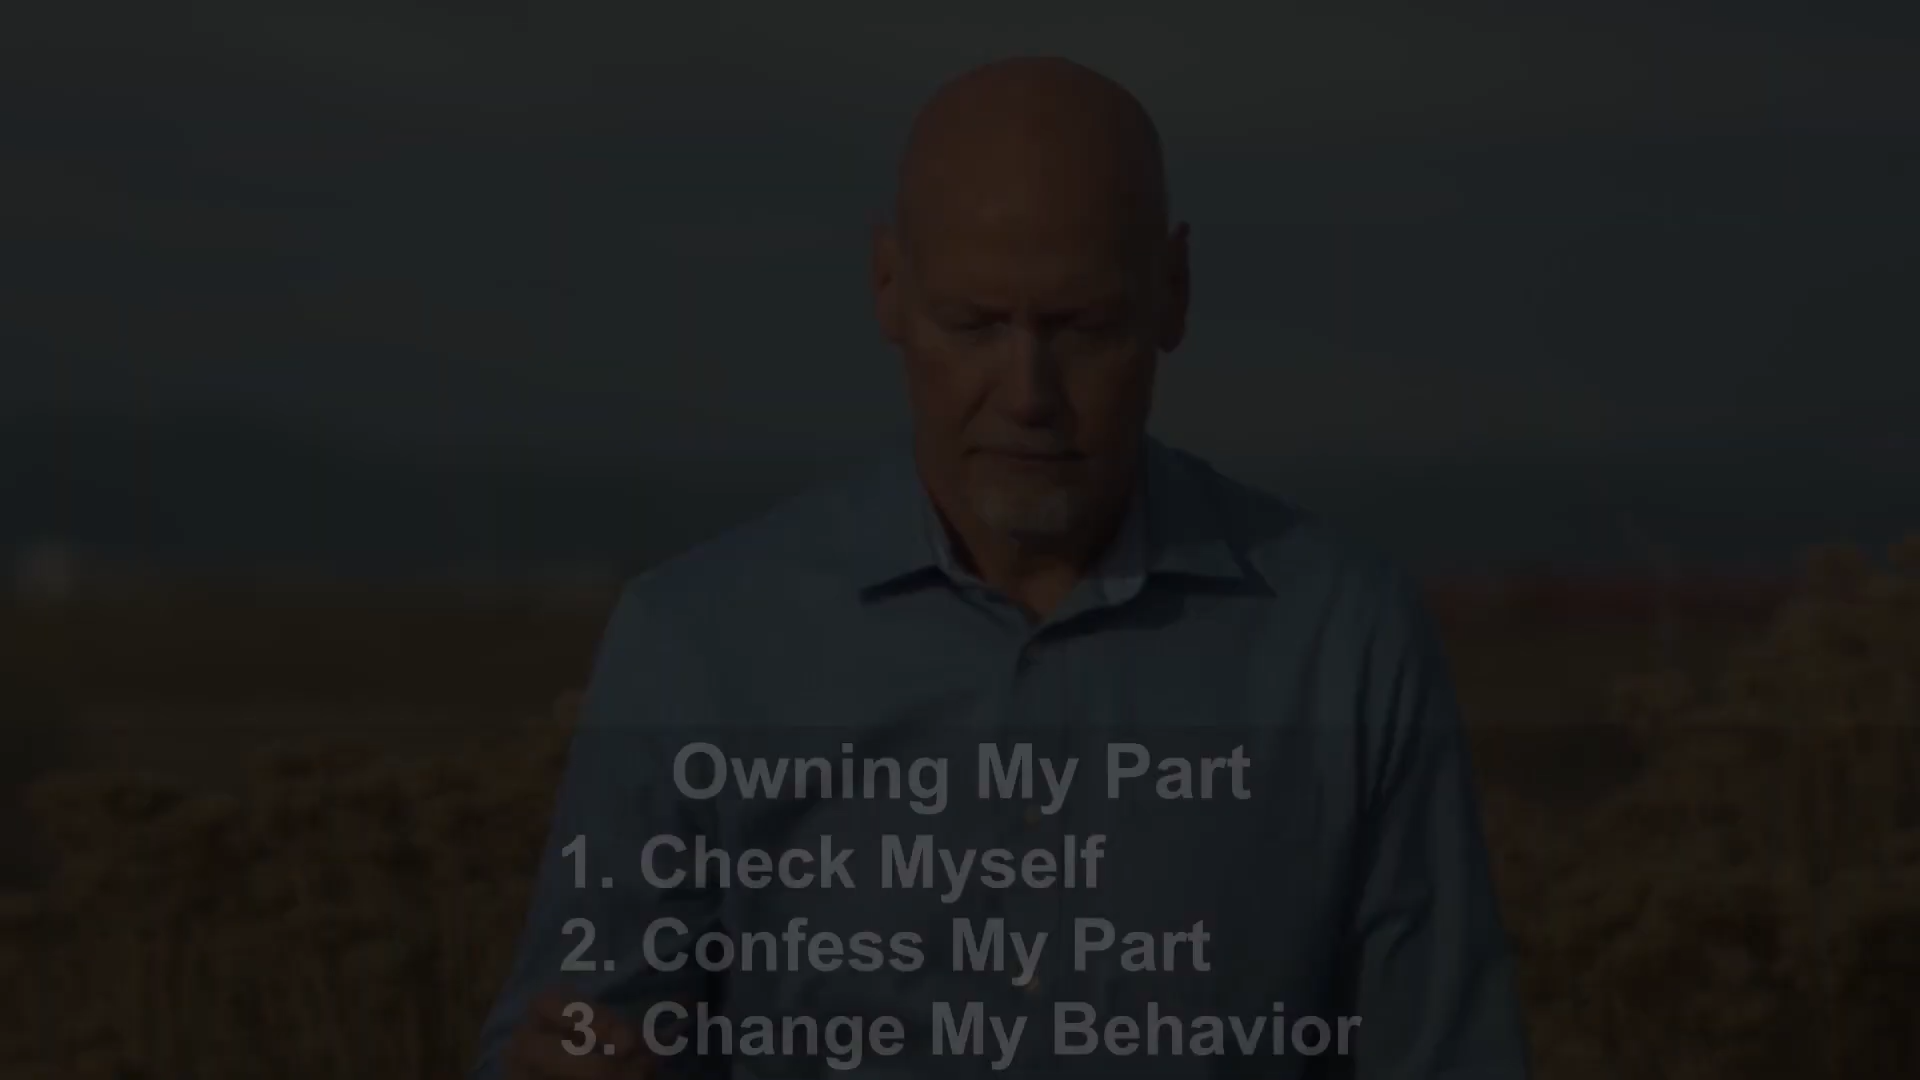 Owning My Part
1. Check Myself
2. Confess My Part
3. Change My Behavior